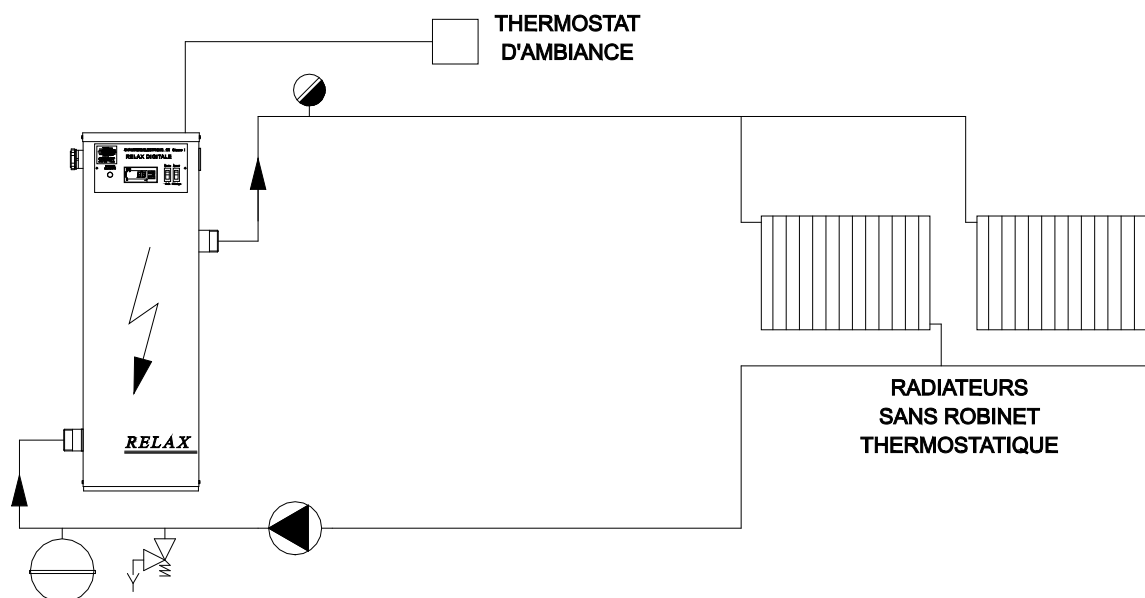 THERMOSTAT
D'AMBIANCE
RELAX DIGITALE
RELAX
RADIATEURS
SANS ROBINET
THERMOSTATIQUE